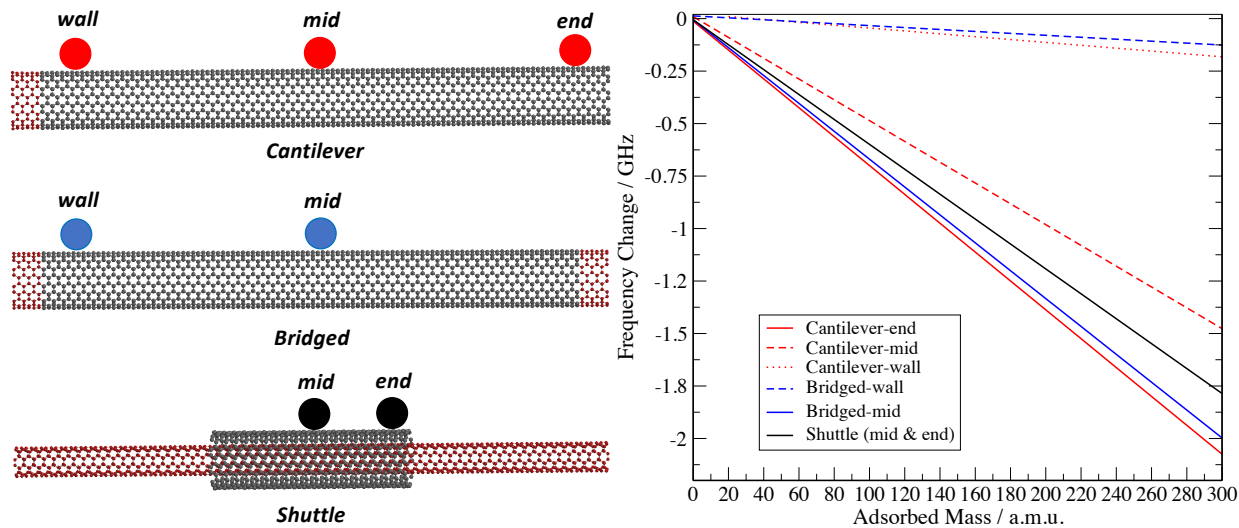 wall mid end
Cantilever
wall mid
Bridged
mid end
Shuttle
Frequency Change / GHz
0
-0.25
-0.5
-0.75
-1
-1.2
-1.5
-1.8
-2
Cantilever-end
Cantilever-mid
Cantilever-wall
Bridged-wall
Bridged-mid
Shuttle (mid & end)
0 20 40 60 80 100 120 140 160 180 200 220 240 260 280 300
Adsorbed Mass / a.m.u.